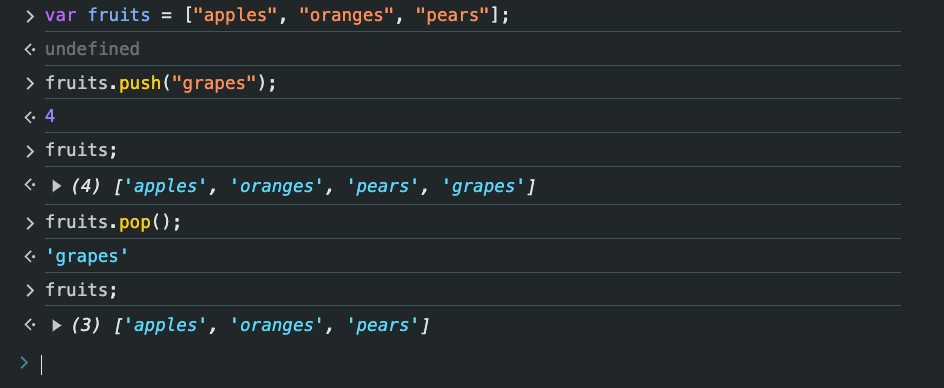 > var fruits = ["apples", "oranges", "pears"];
undefined
> fruits.push("grapes");
4
> fruits;
▶ (4) ['apples', 'oranges', 'pears', 'grapes']
> fruits.pop();
'grapes'
> fruits;
▶ (3) ['apples', 'oranges', 'pears']
>